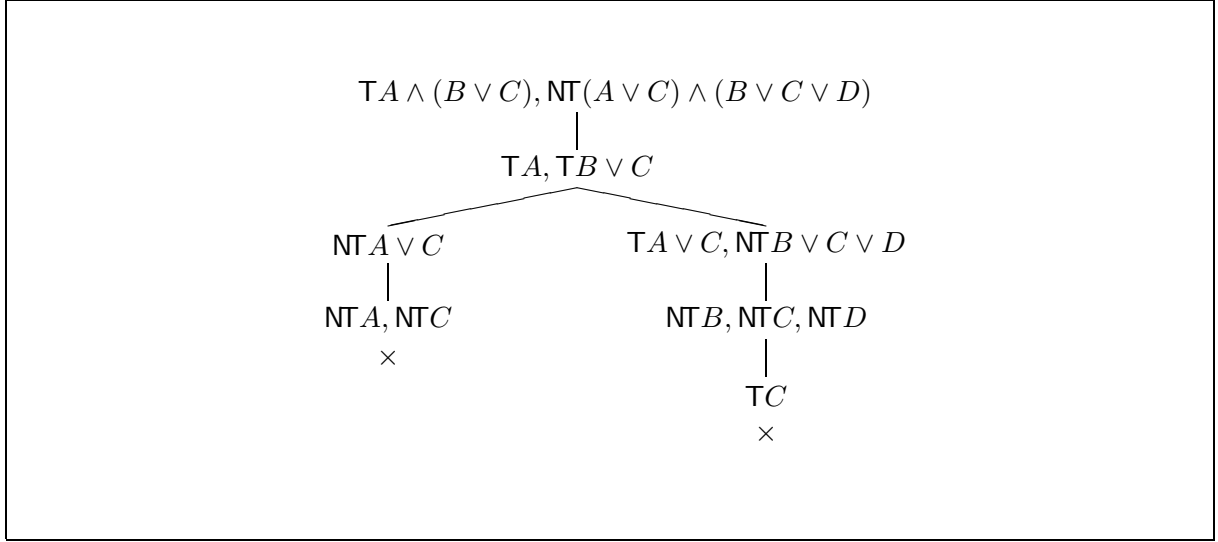 TA ∧ (B ∨ C), NT(A ∨ C) ∧ (B ∨ C ∨ D)
TA, TB ∨ C
NTA ∨ C TA ∨ C, NTB ∨ C ∨ D
NTA, NTC NTB, NTC, NTD
×
TC
×